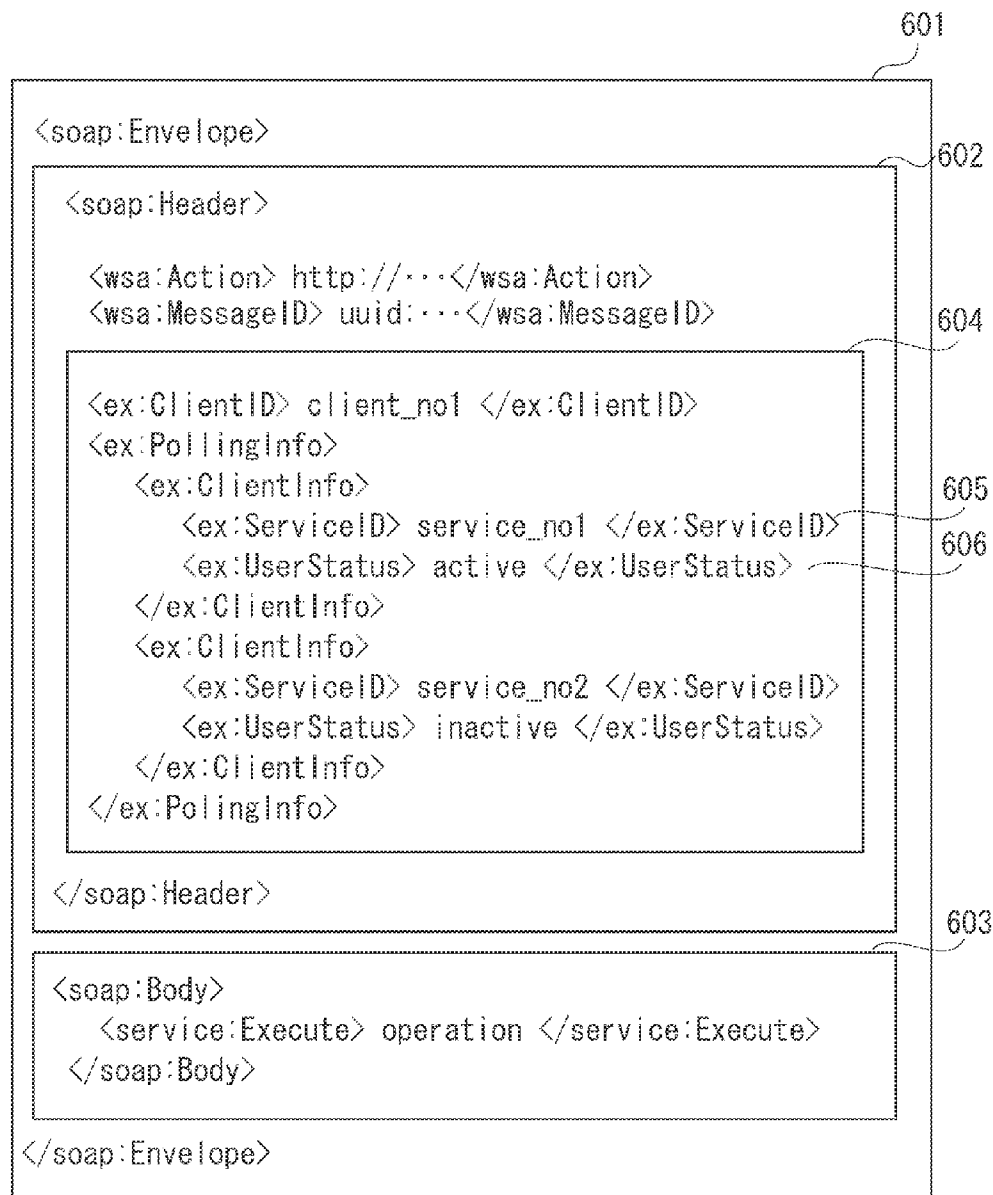 601
<soap:Envelope>
602
<soap:Header>
<wsa:Action> http://···</wsa:Action>
<wsa:MessageID> uuid:···</wsa:MessageID>
604
<ex:ClientID> client_no1 </ex:ClientID>
<ex:PollingInfo>
<ex:ClientInfo>
605
<ex:ServiceID> service_no1 </ex:ServiceID>
606
<ex:UserStatus> active </ex:UserStatus>
</ex:ClientInfo>
<ex:ClientInfo>
<ex:ServiceID> service_no2 </ex:ServiceID>
<ex:UserStatus> inactive </ex:UserStatus>
</ex:ClientInfo>
</ex:PolingInfo>
</soap:Header>
603
<soap:Body>
<service:Execute> operation </service:Execute>
</soap:Body>
</soap:Envelope>